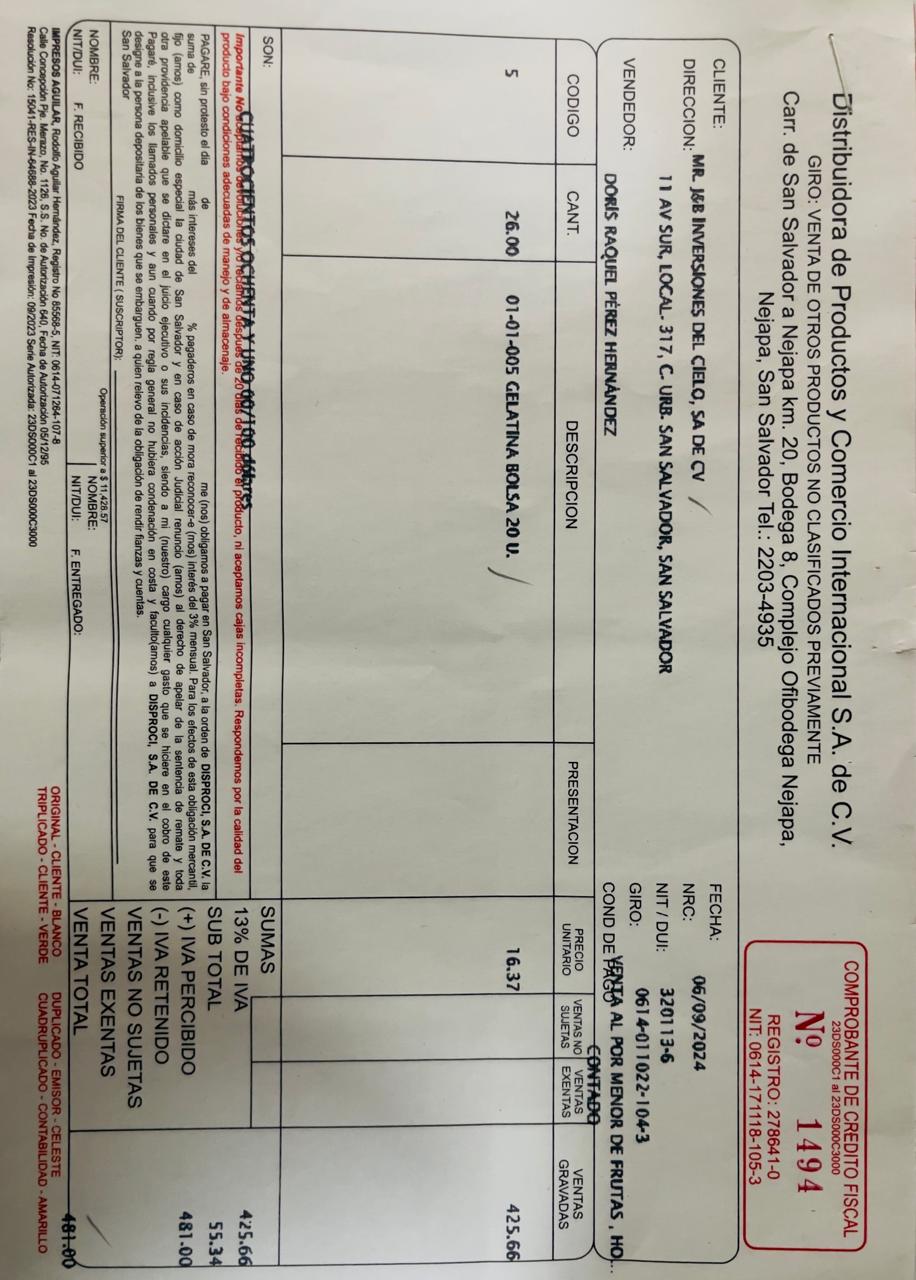 Distribuidora de Productos y Comercio Internacional S.A. de C.V.
GIRO: VENTA DE OTROS PRODUCTOS NO CLASIFICADOS PREVIAMENTE
Carr. de San Salvador a Nejapa km. 20, Bodega 8, Complejo Ofibodega Nejapa,
Nejapa, San Salvador Tel.: 2203-4935
COMPROBANTE DE CREDITO FISCAL
23DS000C1 al 23DS000C3000
Nº 1494
REGISTRO: 278641-0
NIT: 0614-171118-105-3
CLIENTE: MR. J&B INVERSIONES DEL CIELO, SA DE CV
DIRECCION: 11 AV SUR, LOCAL. 317, C. URB. SAN SALVADOR, SAN SALVADOR
VENDEDOR: DORIS RAQUEL PÉREZ HERNÁNDEZ
FECHA: 06/09/2024
NRC: 320113-6
NIT / DUI: 0614-011022-104-3
GIRO: VENTA AL POR MENOR DE FRUTAS , HO...
COND DE PAGO CONTADO
CODIGO CANT. DESCRIPCION PRESENTACION PRECIO UNITARIO VENTAS NO SUJETAS VENTAS EXENTAS VENTAS GRAVADAS
5 26.00 01-01-005 GELATINA BOLSA 20 U. 16.37 425.66
SON: CUATROCIENTOS OCHENTA Y UNO 00/100 dólares
Importante No aceptamos devoluciones y/o reclamos después de 20 días de recibido el producto, ni aceptamos cajas incompletas. Respondemos por la calidad del
producto bajo condiciones adecuadas de manejo y de almacenaje.
PAGARE, sin protesto el dia de me (nos) obligamos a pagar en San Salvador, a la orden de DISPROCI, S.A. DE C.V. la
suma de más intereses del % pagaderos en caso de mora reconocer-e (mos) interés del 3% mensual. Para los efectos de esta obligación mercantil,
fijo (amos) como domicilio especial la ciudad de San Salvador y en caso de acción Judicial renuncio (amos) al derecho de apelar de la sentencia de remate y toda
otra providencia apelable que se dictare en el juicio ejecutivo o sus incidencias, siendo a mi (nuestro) cargo cualquier gasto que se hiciere en el cobro de este
Pagaré, inclusive los llamados personales y aun cuando por regla general no hubiera condenación en costa y faculto(amos) a DISPROCI, S.A. DE C.V. para que se
designe a la persona depositaria de los bienes que se embarguen. a quien relevo de la obligación de rendir fianzas y cuentas.
San Salvador FIRMA DEL CLIENTE ( SUSCRIPTOR):
Operación superior a $ 11,428.57
NOMBRE: NOMBRE:
NIT/DUI: F. RECIBIDO NIT/DUI: F. ENTREGADO:
SUMAS 425.66
13% DE IVA 55.34
SUB TOTAL 481.00
(+) IVA PERCIBIDO
(-) IVA RETENIDO
VENTAS NO SUJETAS
VENTAS EXENTAS
VENTA TOTAL 481.00
IMPRESOS AGUILAR, Rodolfo Aguilar Hernández, Registro No 85568-5, NIT: 0614-071264-107-8
Calle Concepción Pje. Merazo, No. 1126, S.S. No. de Autorización 640, Fecha de Autorización 05/12/95
Resolución No: 15041-RES-IN-64688-2023 Fecha de Impresión: 09/2023 Serie Autorizada: 23DS000C1 al 23DS000C3000
ORIGINAL - CLIENTE - BLANCO DUPLICADO - EMISOR - CELESTE
TRIPLICADO - CLIENTE - VERDE CUADRUPLICADO - CONTABILIDAD - AMARILLO